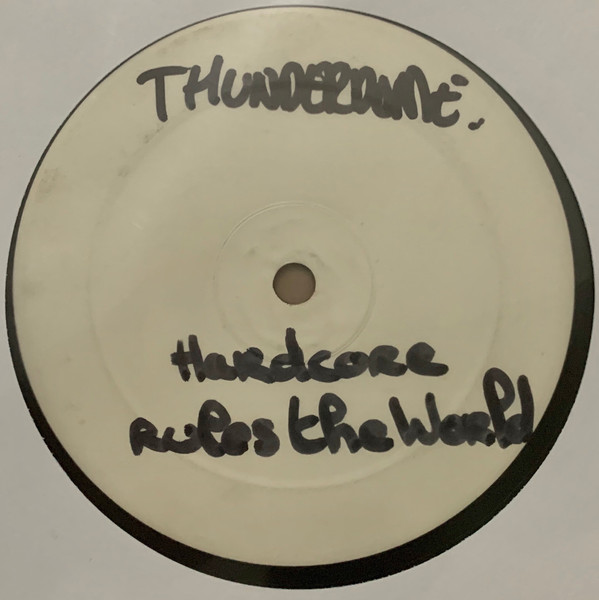 THUNDERDOME.
Hardcore
rules the World